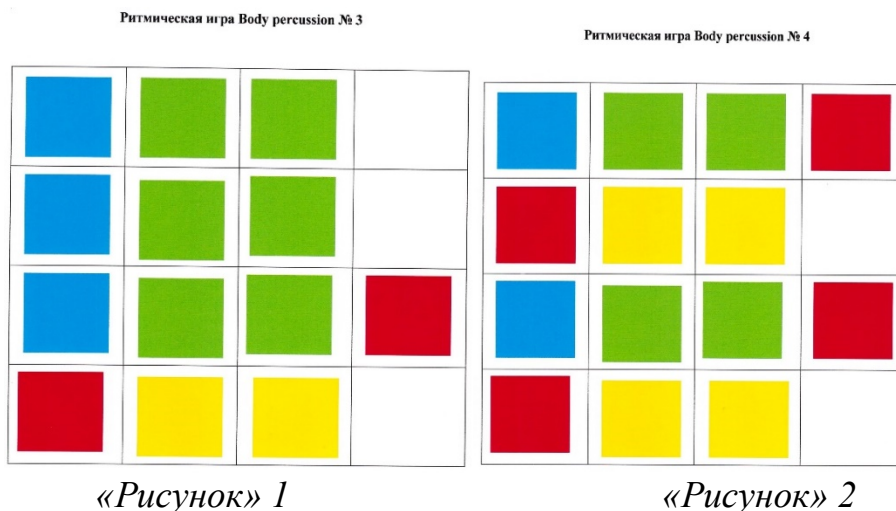 Ритмическая игра Body percussion № 3
Ритмическая игра Body percussion № 4
«Рисунок» 1
«Рисунок» 2